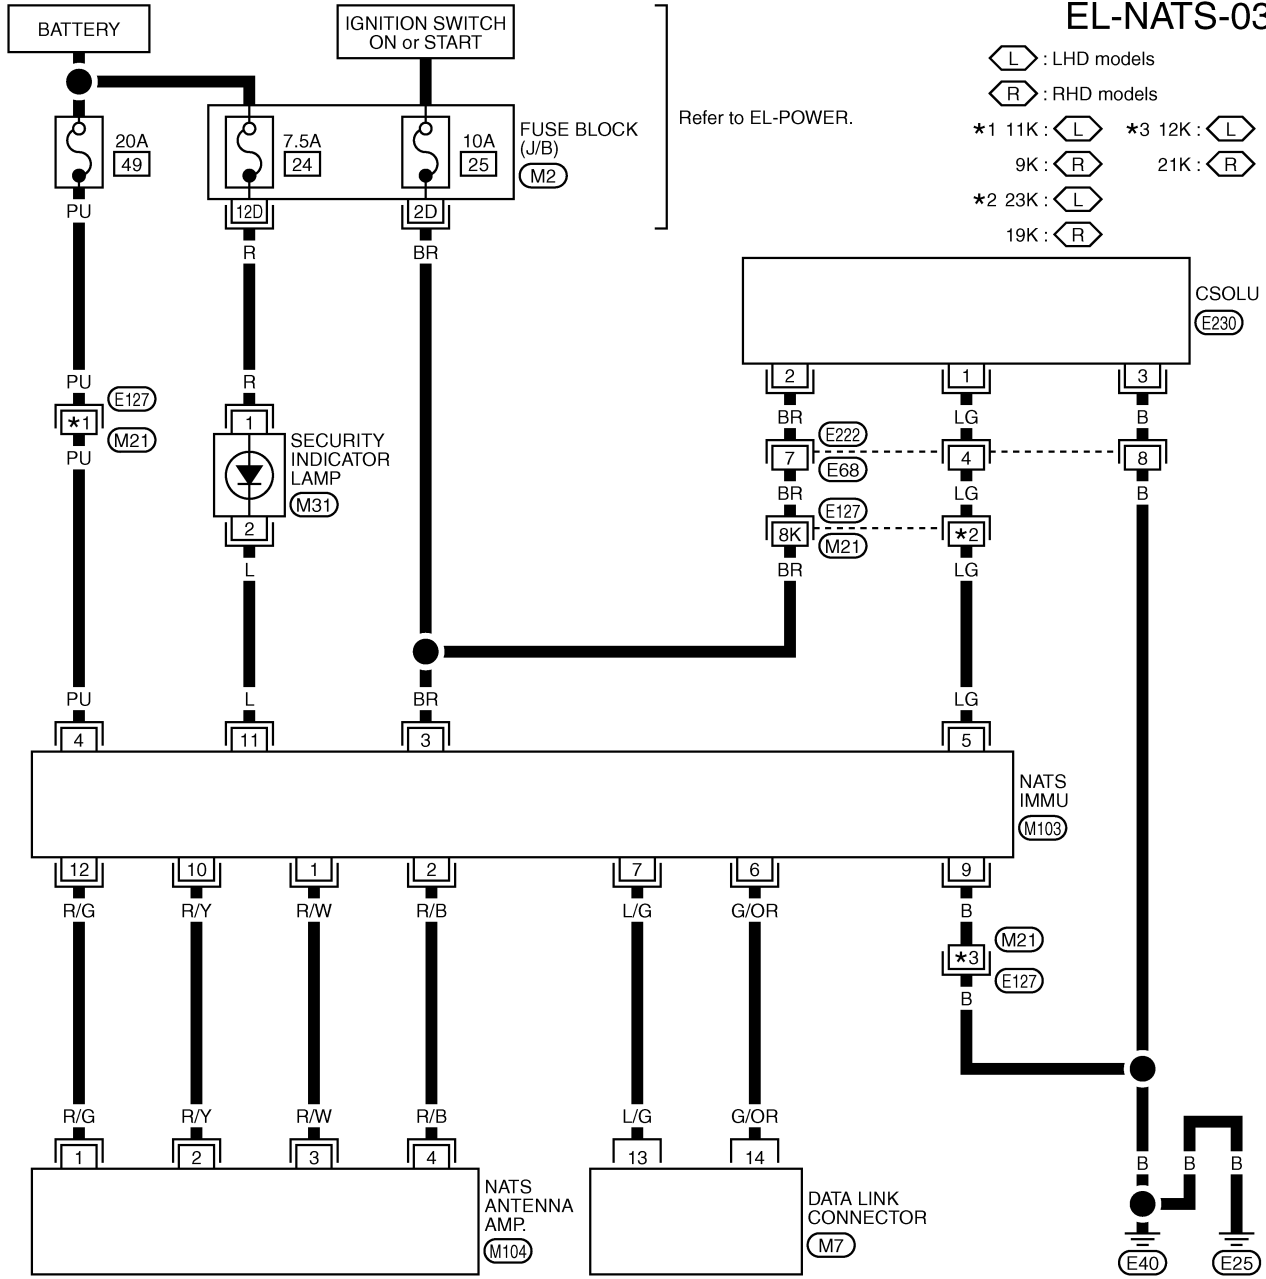 EL-NATS-03
BATTERY
IGNITION SWITCH
ON or START
Refer to EL-POWER.
L : LHD models
R : RHD models
*1 11K : L
9K : R
*2 23K : L
19K : R
*3 12K : L
21K : R
20A
49
7.5A
24
10A
25
FUSE BLOCK
(J/B)
M2
12D
2D
PU
R
BR
CSOLU
E230
2
1
3
BR
LG
B
E222
7
4
8
E68
BR
LG
B
E127
8K
*2
M21
BR
LG
PU
R
E127
*1
M21
PU
1
SECURITY
INDICATOR
LAMP
M31
2
L
PU
L
BR
LG
4
11
3
5
NATS
IMMU
M103
12
10
1
2
7
6
9
R/G
R/Y
R/W
R/B
L/G
G/OR
B
M21
*3
E127
B
R/G
R/Y
R/W
R/B
L/G
G/OR
1
2
3
4
13
14
NATS
ANTENNA
AMP.
M104
DATA LINK
CONNECTOR
M7
B
B
B
E40
E25